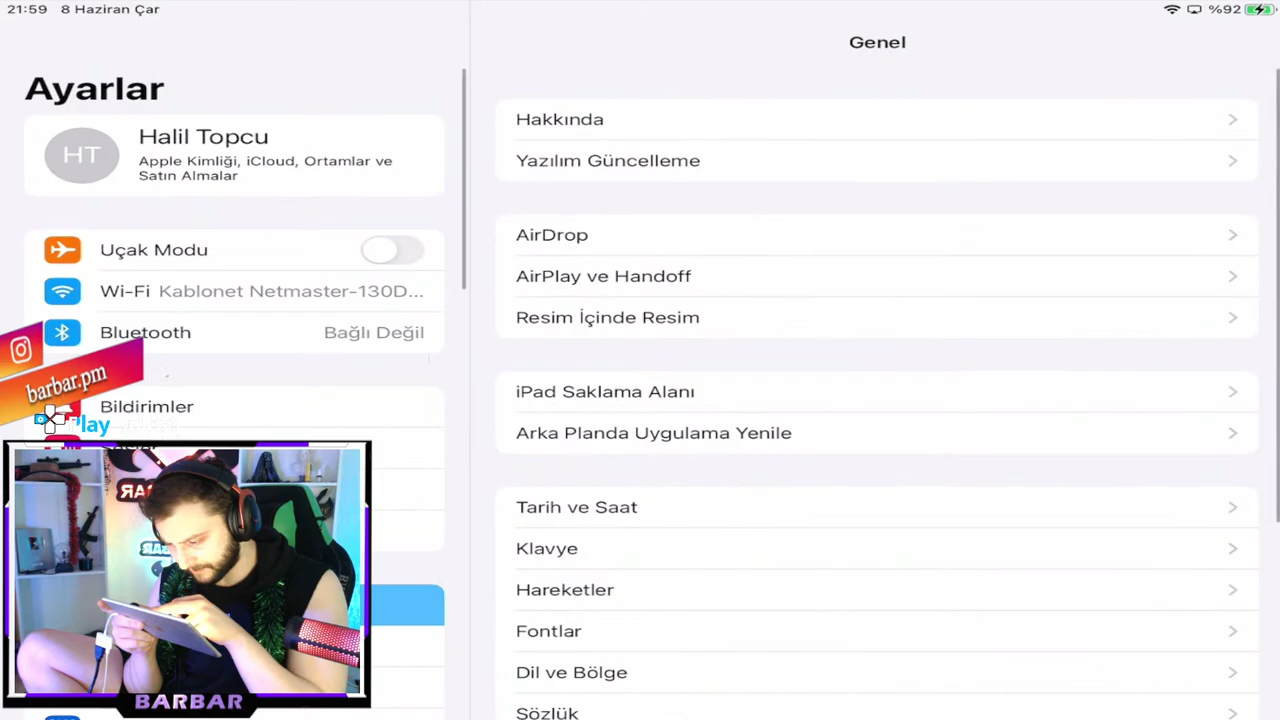 21:59 8 Haziran Çar
%92
Ayarlar
HT
Halil Topcu
Apple Kimliği, iCloud, Ortamlar ve
Satın Almalar
Uçak Modu
Wi-Fi Kablonet Netmaster-130D...
Bluetooth Bağlı Değil
barbar.pm
Bildirimler
Play
BARBAR
Genel
Hakkında
Yazılım Güncelleme
AirDrop
AirPlay ve Handoff
Resim İçinde Resim
iPad Saklama Alanı
Arka Planda Uygulama Yenile
Tarih ve Saat
Klavye
Hareketler
Fontlar
Dil ve Bölge
Sözlük